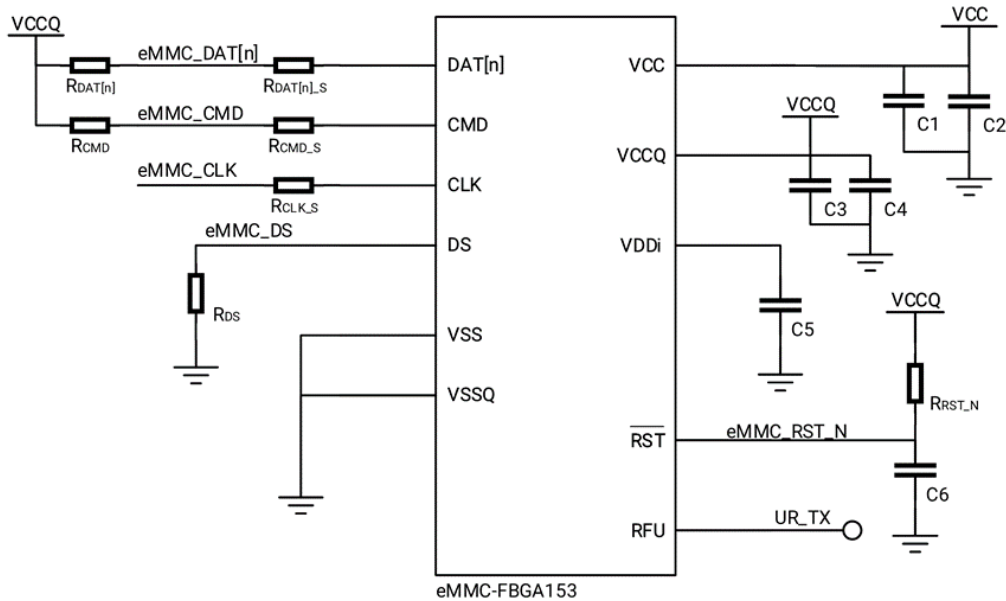 VCCQ
eMMC_DAT[n]
RDAT[n]
RDAT[n]_S
eMMC_CMD
RCMD
RCMD_S
eMMC_CLK
RCLK_S
eMMC_DS
RDS
DAT[n]
CMD
CLK
DS
VSS
VSSQ
VCC
VCCQ
VDDi
RST
RFU
VCC
C1
C2
VCCQ
C3
C4
C5
VCCQ
RRST_N
eMMC_RST_N
C6
UR_TX
eMMC-FBGA153